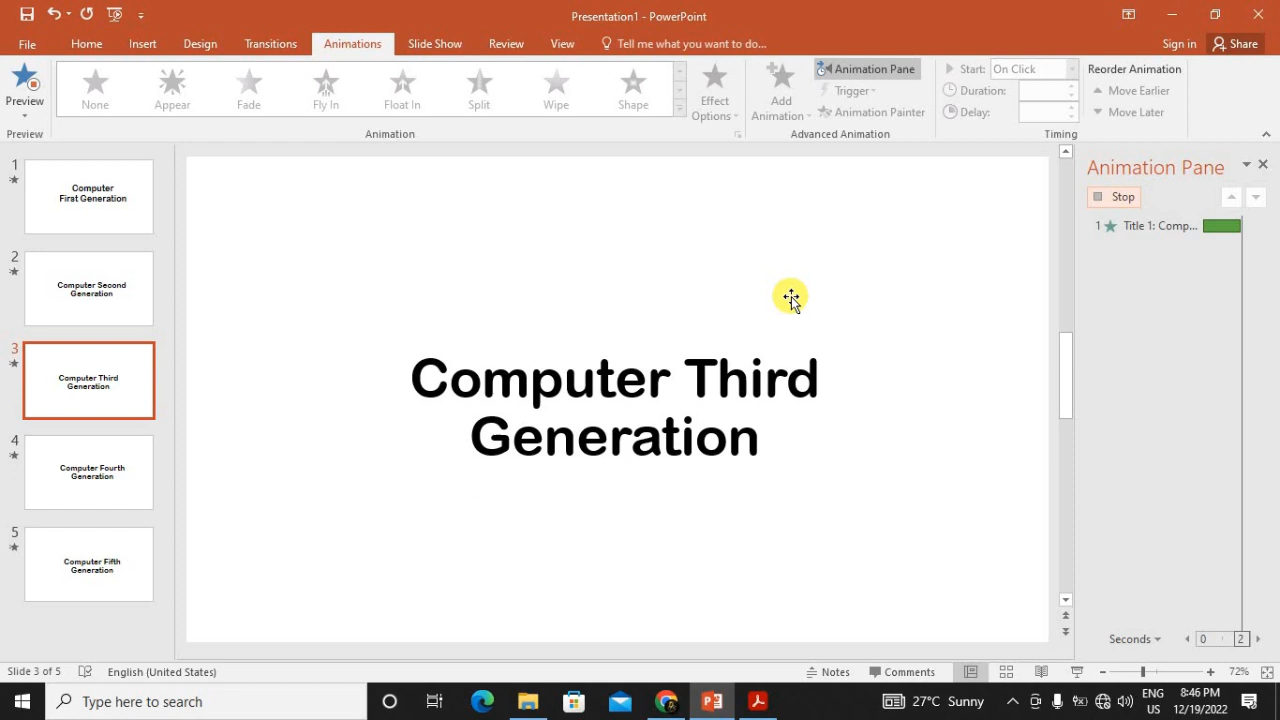 Presentation1 - PowerPoint
File Home Insert Design Transitions Animations Slide Show Review View Tell me what you want to do... Sign in Share
Preview
None Appear Fade Fly In Float In Split Wipe Shape
Effect Options
Add Animation
Animation Pane
Trigger
Animation Painter
Start: On Click
Duration:
Delay:
Reorder Animation
Move Earlier
Move Later
Preview Animation Advanced Animation Timing
1
Computer
First Generation
2
Computer Second
Generation
3
Computer Third
Generation
4
Computer Fourth
Generation
5
Computer Fifth
Generation
Computer Third
Generation
Animation Pane
Stop
1 Title 1: Comp...
Seconds 0 2
Slide 3 of 5 English (United States) Notes Comments 72%
Type here to search
27°C Sunny
ENG
US
8:46 PM
12/19/2022